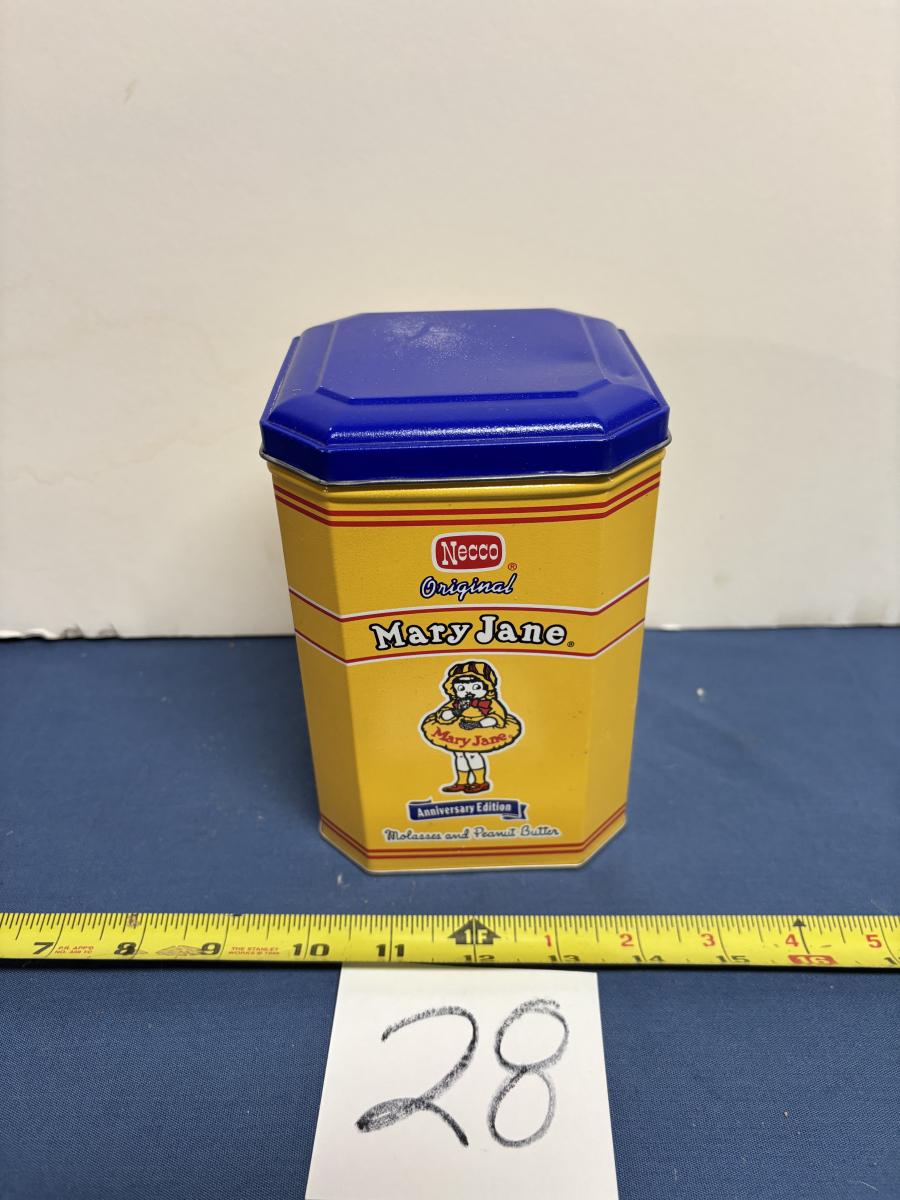 Necco®
Original
Mary Jane®
Mary Jane
Anniversary Edition
Molasses and Peanut Butter
7 8 9 10 11 1F 1 2 3 4 5
THE STANLEY
WORKS
12 13 14 15 16
28